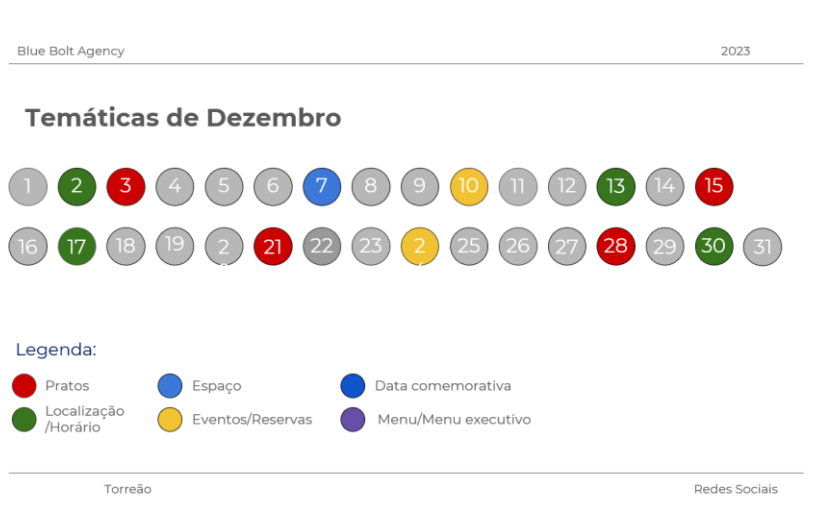 Blue Bolt Agency 2023
Temáticas de Dezembro
1 2 3 4 5 6 7 8 9 10 11 12 13 14 15
16 17 18 19 2 21 22 23 2 25 26 27 28 29 30 31
Legenda:
Pratos Espaço Data comemorativa
Localização
/Horário Eventos/Reservas Menu/Menu executivo
Torreão Redes Sociais